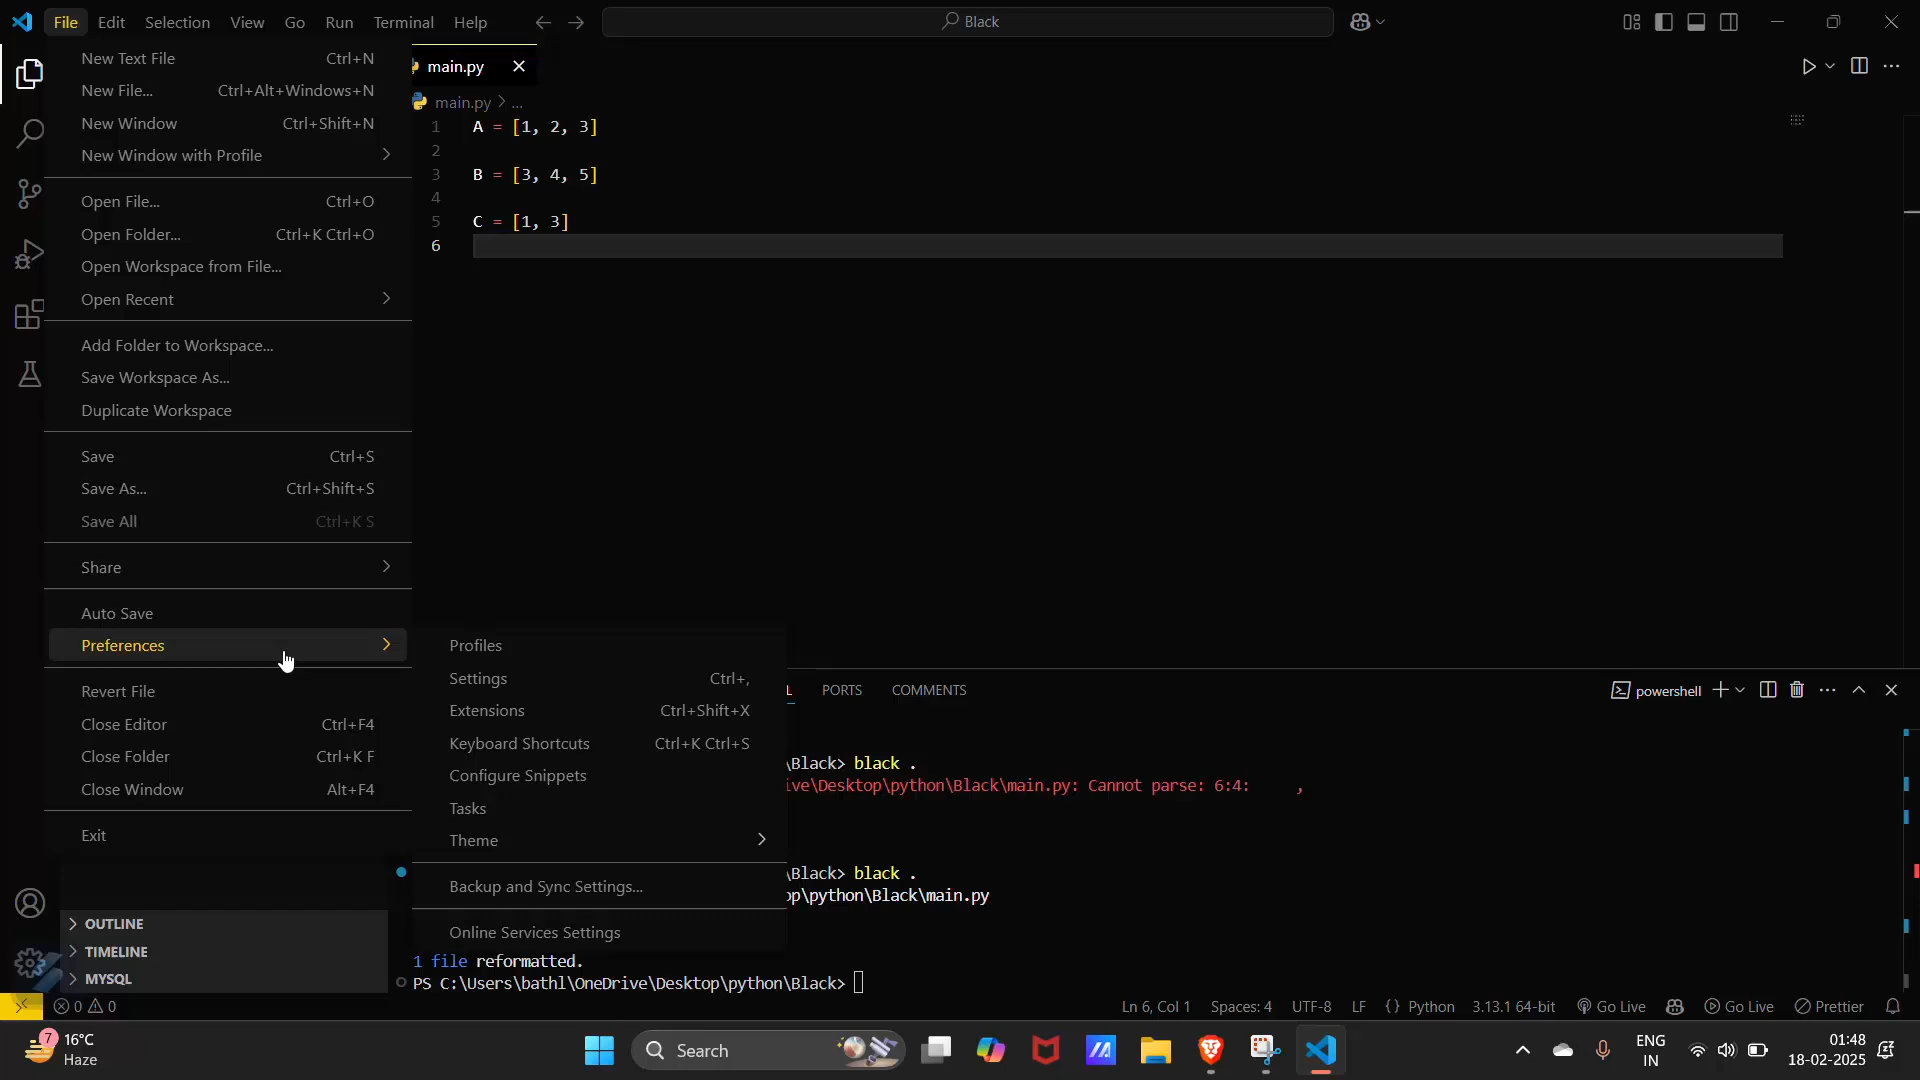 File Edit Selection View Go Run Terminal Help Black
New Text File Ctrl+N
New File... Ctrl+Alt+Windows+N
New Window Ctrl+Shift+N
New Window with Profile
Open File... Ctrl+O
Open Folder... Ctrl+K Ctrl+O
Open Workspace from File...
Open Recent
Add Folder to Workspace...
Save Workspace As...
Duplicate Workspace
Save Ctrl+S
Save As... Ctrl+Shift+S
Save All Ctrl+K S
Share
Auto Save
Preferences
Revert File
Close Editor Ctrl+F4
Close Folder Ctrl+K F
Close Window Alt+F4
Exit
Profiles
Settings Ctrl+,
Extensions Ctrl+Shift+X
Keyboard Shortcuts Ctrl+K Ctrl+S
Configure Snippets
Tasks
Theme
Backup and Sync Settings...
Online Services Settings
main.py
main.py > ...
1 A = [1, 2, 3]
2
3 B = [3, 4, 5]
4
5 C = [1, 3]
6
L PORTS COMMENTS powershell
\Black> black .
ive\Desktop\python\Black\main.py: Cannot parse: 6:4: ,
\Black> black .
op\python\Black\main.py
1 file reformatted.
PS C:\Users\bathl\OneDrive\Desktop\python\Black>
OUTLINE
TIMELINE
MYSQL
0 0 Ln 6, Col 1 Spaces: 4 UTF-8 LF {} Python 3.13.1 64-bit Go Live Go Live Prettier
7 16°C
Haze
Search
ENG
IN
01:48
18-02-2025